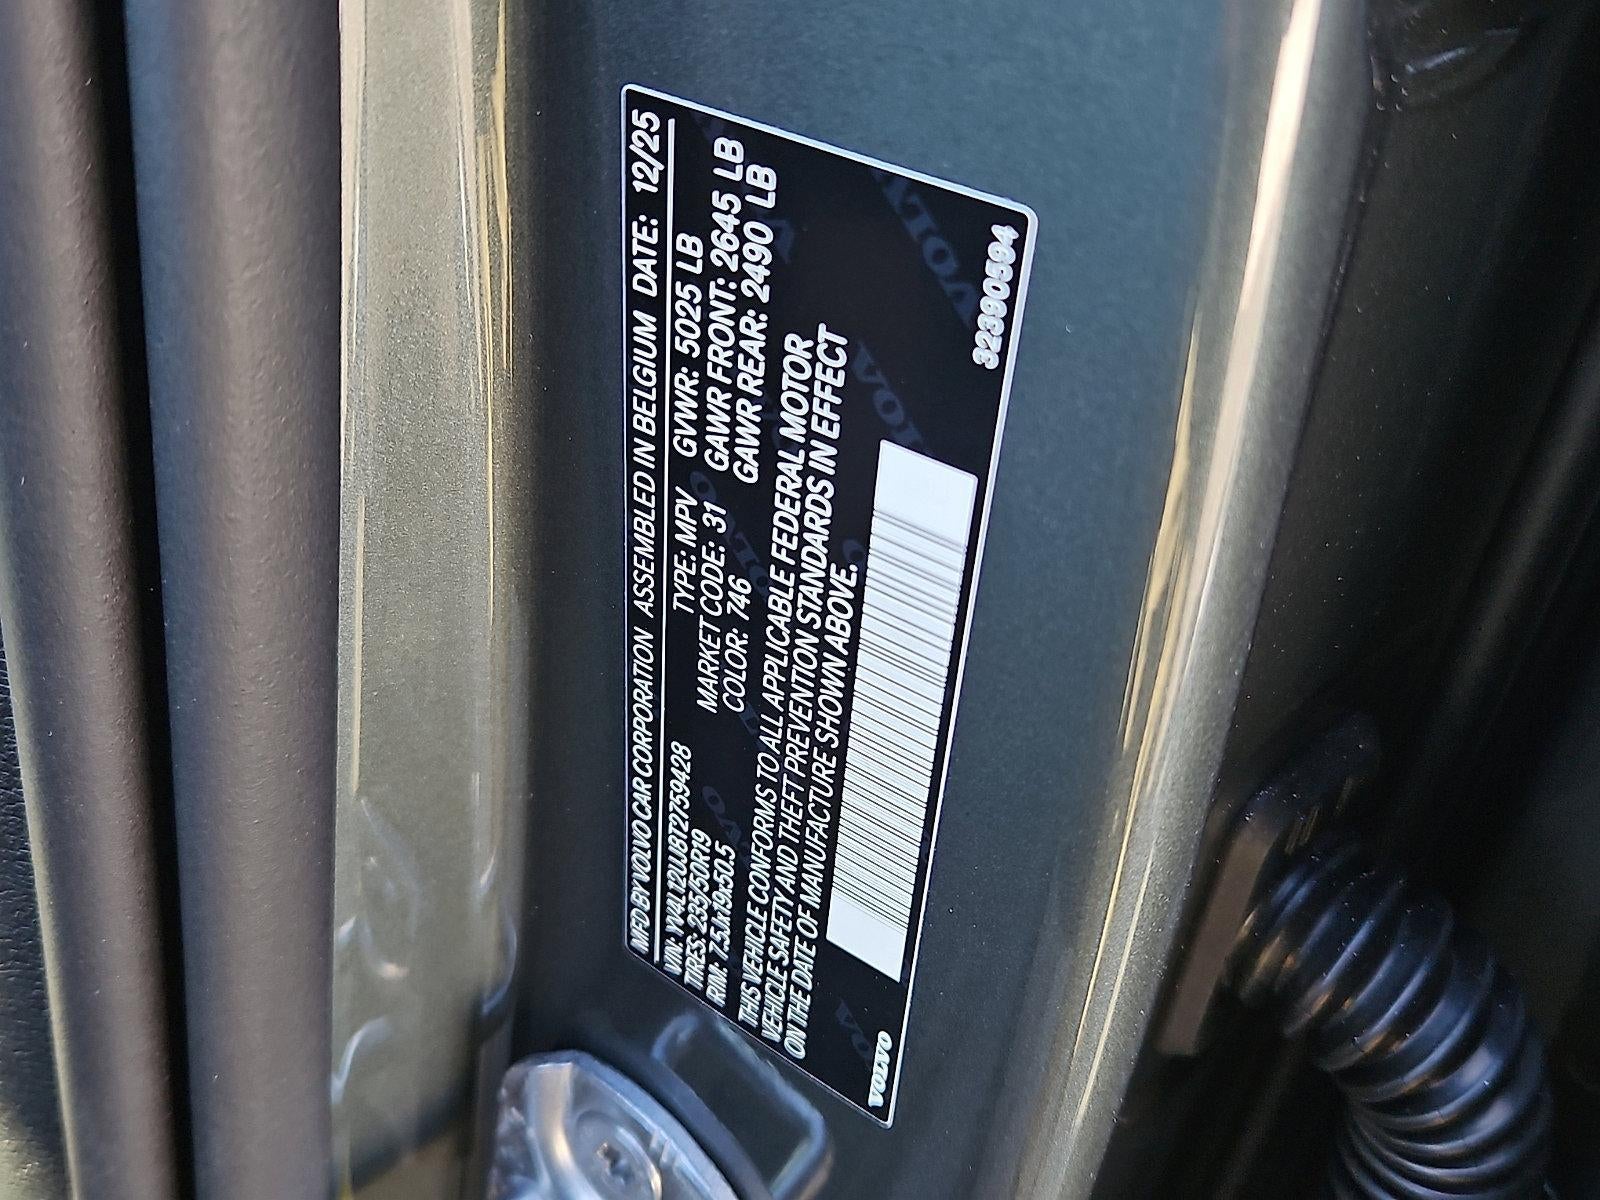 MFD BY VOLVO CAR CORPORATION ASSEMBLED IN BELGIUM DATE: 12/25
VIN: YV4L12UJ8T2759428 TYPE: MPV GVWR: 5025 LB
TIRES: 235/50R19 MARKET CODE: 31 GAWR FRONT: 2645 LB
RIM: 7.5Jx19x50.5 COLOR: 746 GAWR REAR: 2490 LB
THIS VEHICLE CONFORMS TO ALL APPLICABLE FEDERAL MOTOR
VEHICLE SAFETY AND THEFT PREVENTION STANDARDS IN EFFECT
ON THE DATE OF MANUFACTURE SHOWN ABOVE.
VOLVO 32390594